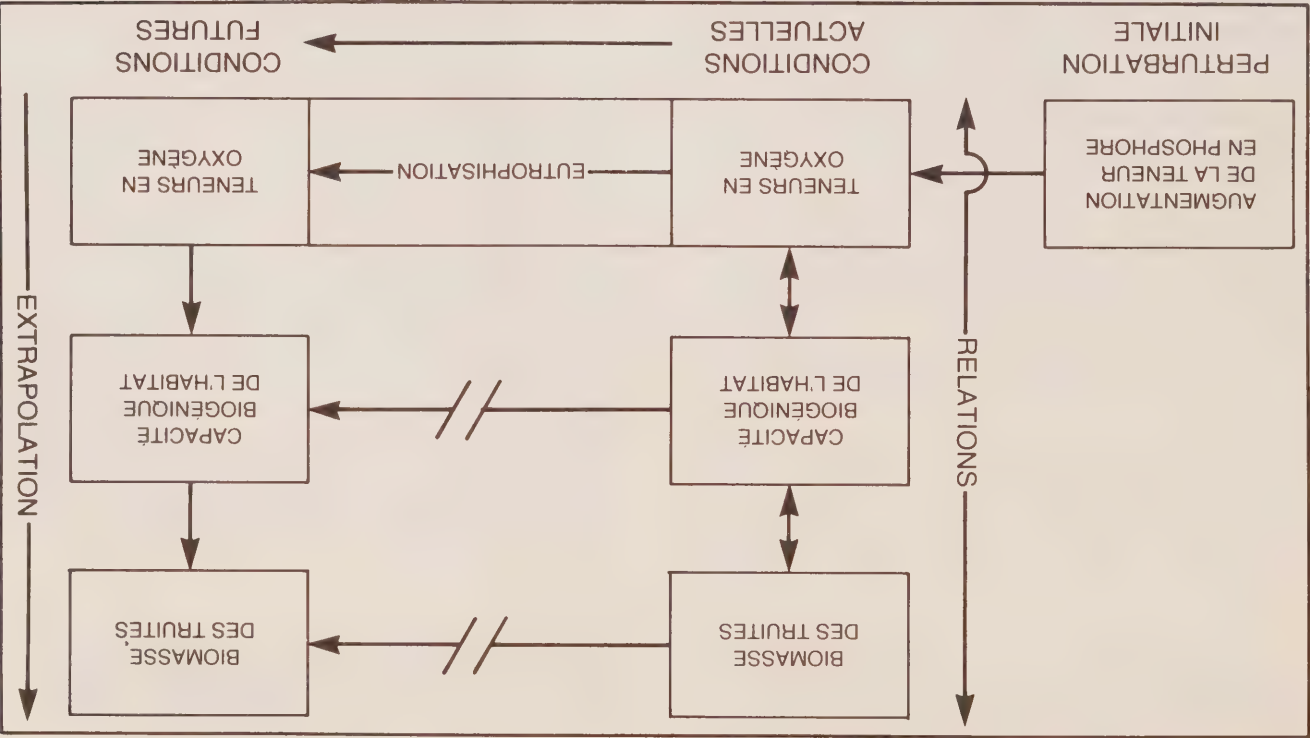 BIOMASSE
DES TRUITES
BIOMASSE
DES TRUITES
RELATIONS
CAPACITÉ
BIOGÉNIQUE
DE L'HABITAT
CAPACITÉ
BIOGÉNIQUE
DE L'HABITAT
EXTRAPOLATION
AUGMENTATION
DE LA TENEUR
EN PHOSPHORE
TENEURS EN
OXYGÈNE
EUTROPHISATION
TENEURS EN
OXYGÈNE
PERTURBATION
INITIALE
CONDITIONS
ACTUELLES
CONDITIONS
FUTURES